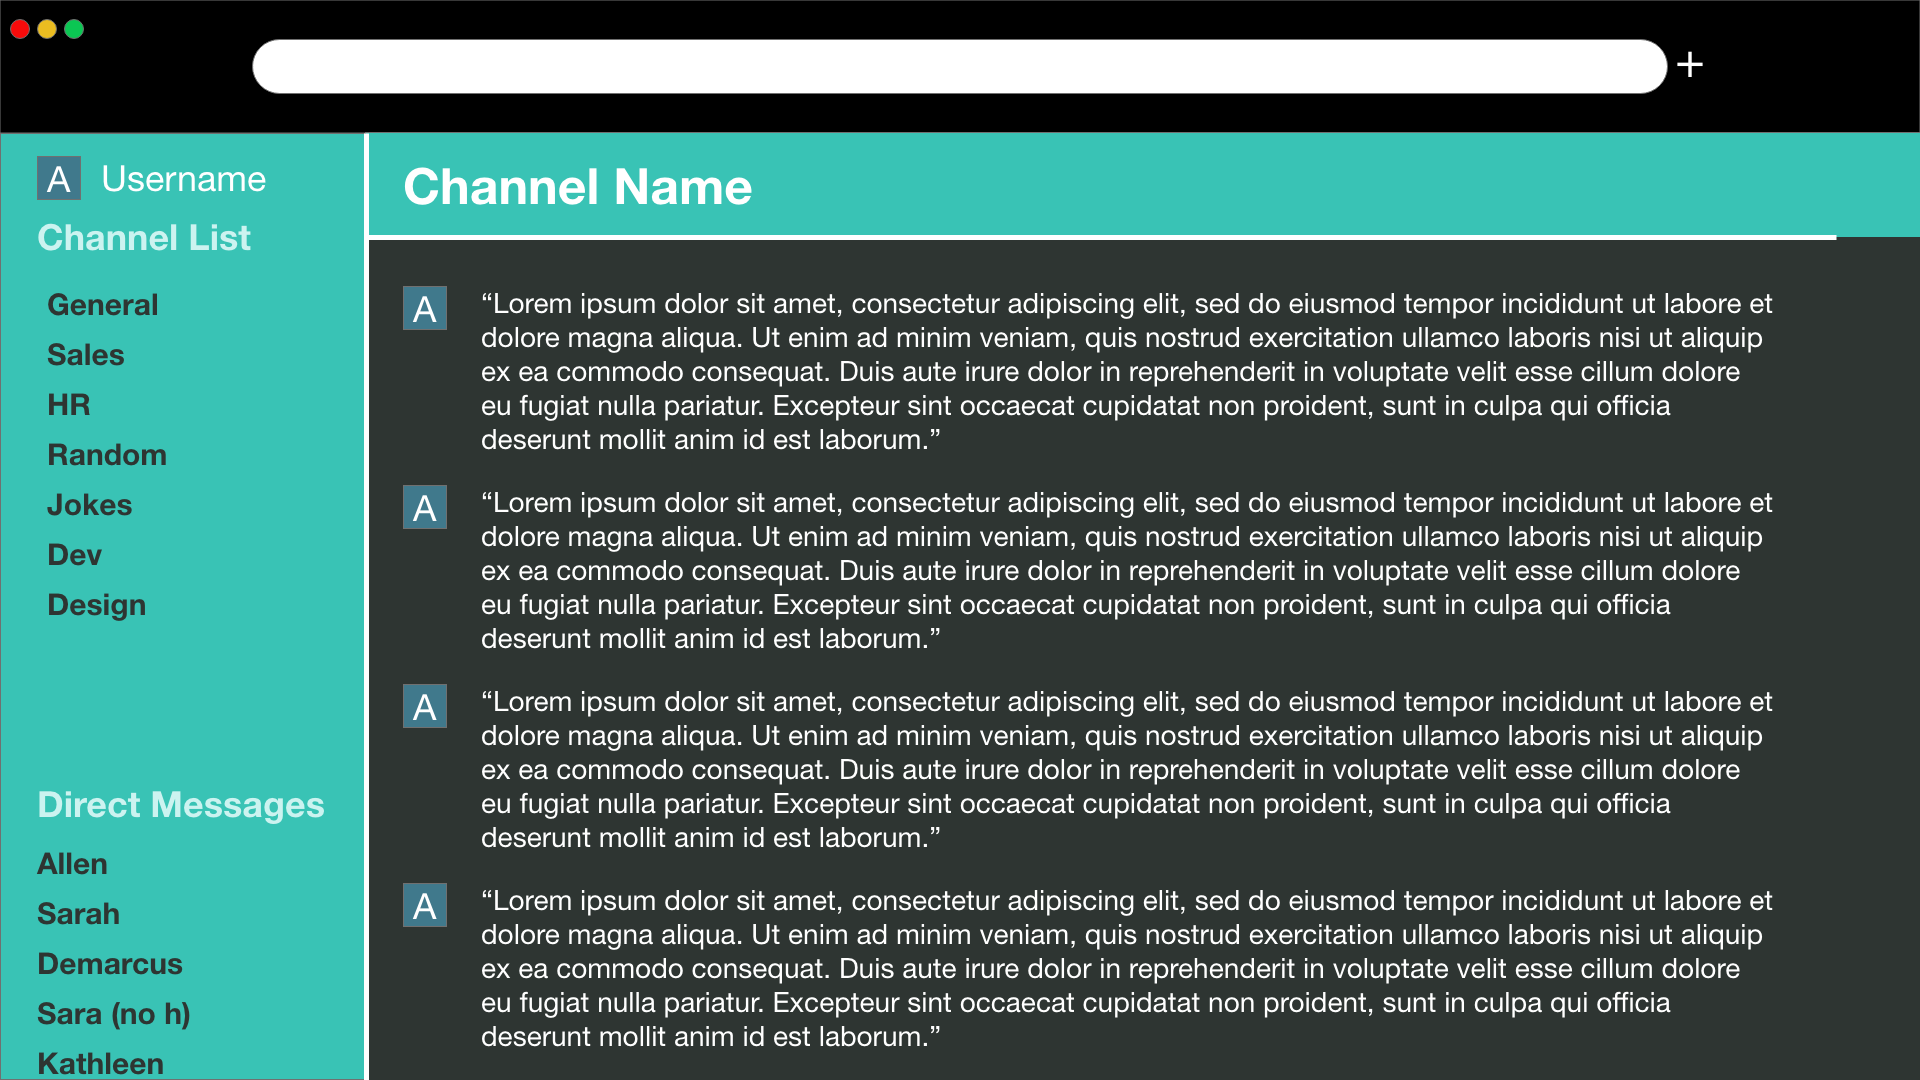 +
A Username
Channel List
General
Sales
HR
Random
Jokes
Dev
Design
Direct Messages
Allen
Sarah
Demarcus
Sara (no h)
Kathleen
Channel Name
A “Lorem ipsum dolor sit amet, consectetur adipiscing elit, sed do eiusmod tempor incididunt ut labore et
dolore magna aliqua. Ut enim ad minim veniam, quis nostrud exercitation ullamco laboris nisi ut aliquip
ex ea commodo consequat. Duis aute irure dolor in reprehenderit in voluptate velit esse cillum dolore
eu fugiat nulla pariatur. Excepteur sint occaecat cupidatat non proident, sunt in culpa qui officia
deserunt mollit anim id est laborum.”
A “Lorem ipsum dolor sit amet, consectetur adipiscing elit, sed do eiusmod tempor incididunt ut labore et
dolore magna aliqua. Ut enim ad minim veniam, quis nostrud exercitation ullamco laboris nisi ut aliquip
ex ea commodo consequat. Duis aute irure dolor in reprehenderit in voluptate velit esse cillum dolore
eu fugiat nulla pariatur. Excepteur sint occaecat cupidatat non proident, sunt in culpa qui officia
deserunt mollit anim id est laborum.”
A “Lorem ipsum dolor sit amet, consectetur adipiscing elit, sed do eiusmod tempor incididunt ut labore et
dolore magna aliqua. Ut enim ad minim veniam, quis nostrud exercitation ullamco laboris nisi ut aliquip
ex ea commodo consequat. Duis aute irure dolor in reprehenderit in voluptate velit esse cillum dolore
eu fugiat nulla pariatur. Excepteur sint occaecat cupidatat non proident, sunt in culpa qui officia
deserunt mollit anim id est laborum.”
A “Lorem ipsum dolor sit amet, consectetur adipiscing elit, sed do eiusmod tempor incididunt ut labore et
dolore magna aliqua. Ut enim ad minim veniam, quis nostrud exercitation ullamco laboris nisi ut aliquip
ex ea commodo consequat. Duis aute irure dolor in reprehenderit in voluptate velit esse cillum dolore
eu fugiat nulla pariatur. Excepteur sint occaecat cupidatat non proident, sunt in culpa qui officia
deserunt mollit anim id est laborum.”